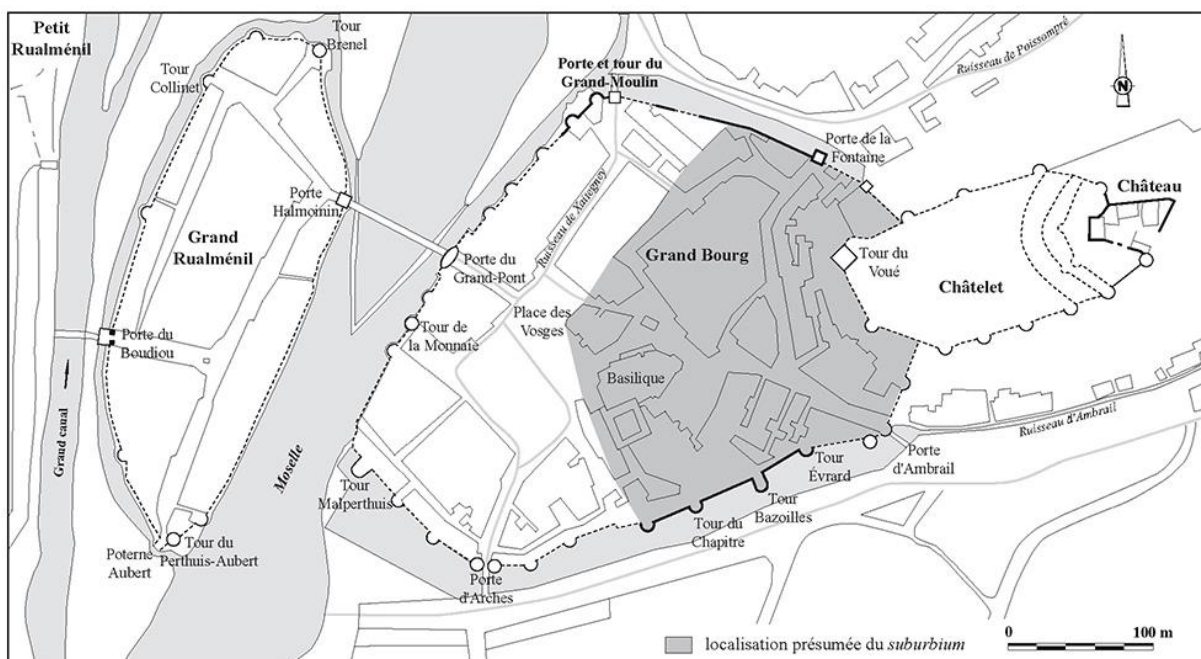 Petit
Rualménil
Tour
Brenel
Tour
Collinet
Porte et tour du
Grand-Moulin
Ruisseau de Poissompré
N
Porte de la
Fontaine
Château
Porte
Halmoinin
Ruisseau de Xattegney
Grand
Rualménil
Porte du
Grand-Pont
Grand Bourg
Tour du
Voué
Châtelet
Place des
Vosges
Porte du
Boudiou
Tour de
la Monnaie
Basilique
Grand canal
Moselle
Ruisseau d'Ambrail
Tour
Malperthuis
Tour
Évrard
Porte
d'Ambrail
Tour
Bazoilles
Tour du
Chapitre
Poterne
Aubert
Tour du
Perthuis-Aubert
Porte
d'Arches
localisation présumée du suburbium
0 100 m